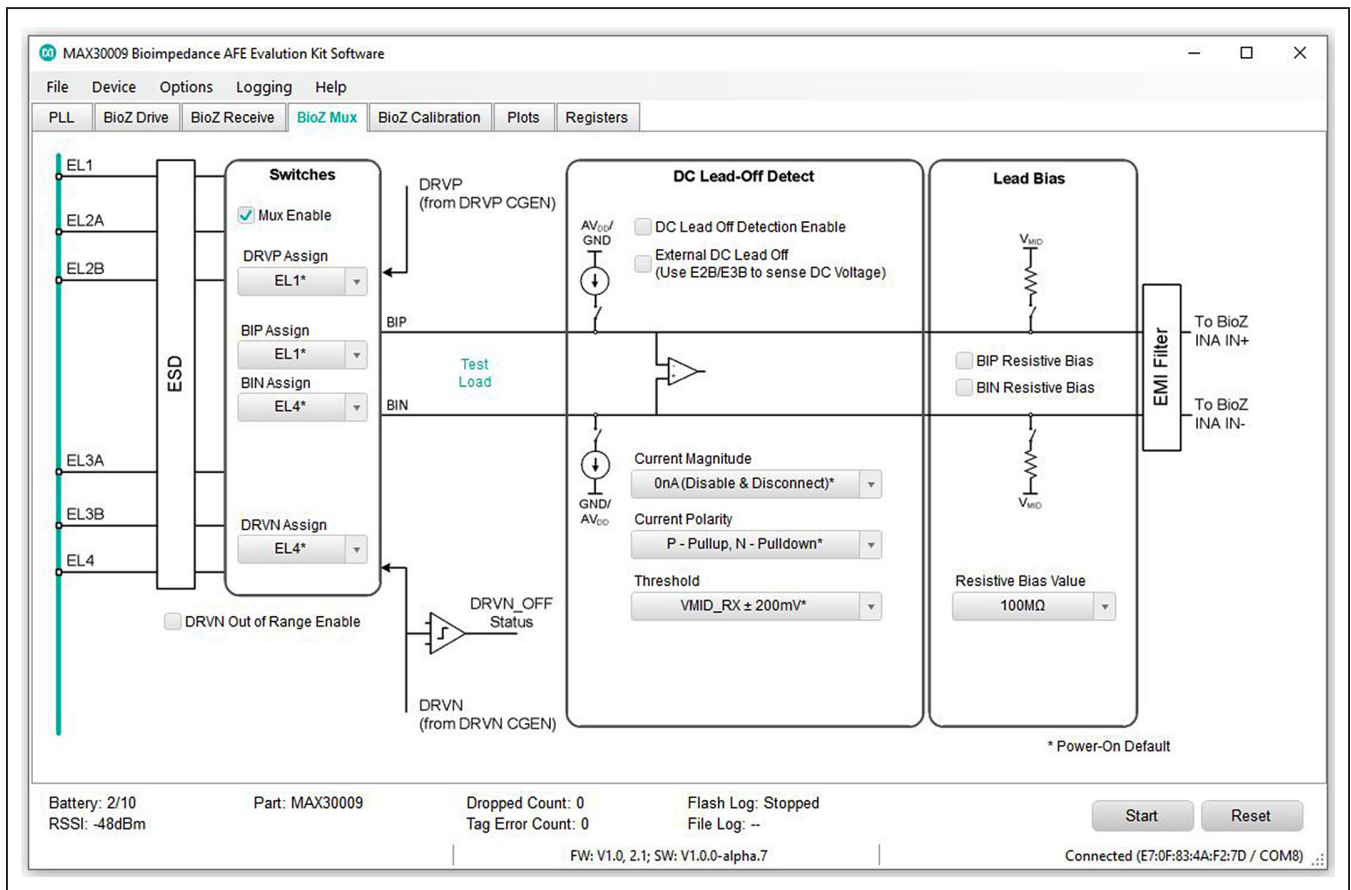 MAX30009 Bioimpedance AFE Evalution Kit Software
File Device Options Logging Help
PLL BioZ Drive BioZ Receive BioZ Mux BioZ Calibration Plots Registers
EL1
EL2A
EL2B
ESD
EL3A
EL3B
EL4
Switches
Mux Enable
DRVP Assign
EL1*
BIP Assign
EL1*
BIN Assign
EL4*
DRVN Assign
EL4*
DRVN Out of Range Enable
DRVP
(from DRVP CGEN)
BIP
Test
Load
BIN
DRVN_OFF
Status
DRVN
(from DRVN CGEN)
DC Lead-Off Detect
AVDD/
GND
DC Lead Off Detection Enable
External DC Lead Off
(Use E2B/E3B to sense DC Voltage)
-
+
GND/
AVDD
Current Magnitude
0nA (Disable & Disconnect)*
Current Polarity
P - Pullup, N - Pulldown*
Threshold
VMID_RX ± 200mV*
Lead Bias
VMID
BIP Resistive Bias
BIN Resistive Bias
VMID
Resistive Bias Value
100MΩ
EMI Filter
To BioZ
INA IN+
To BioZ
INA IN-
* Power-On Default
Battery: 2/10 Part: MAX30009 Dropped Count: 0 Flash Log: Stopped
RSSI: -48dBm Tag Error Count: 0 File Log: --
Start Reset
FW: V1.0, 2.1; SW: V1.0.0-alpha.7 Connected (E7:0F:83:4A:F2:7D / COM8)